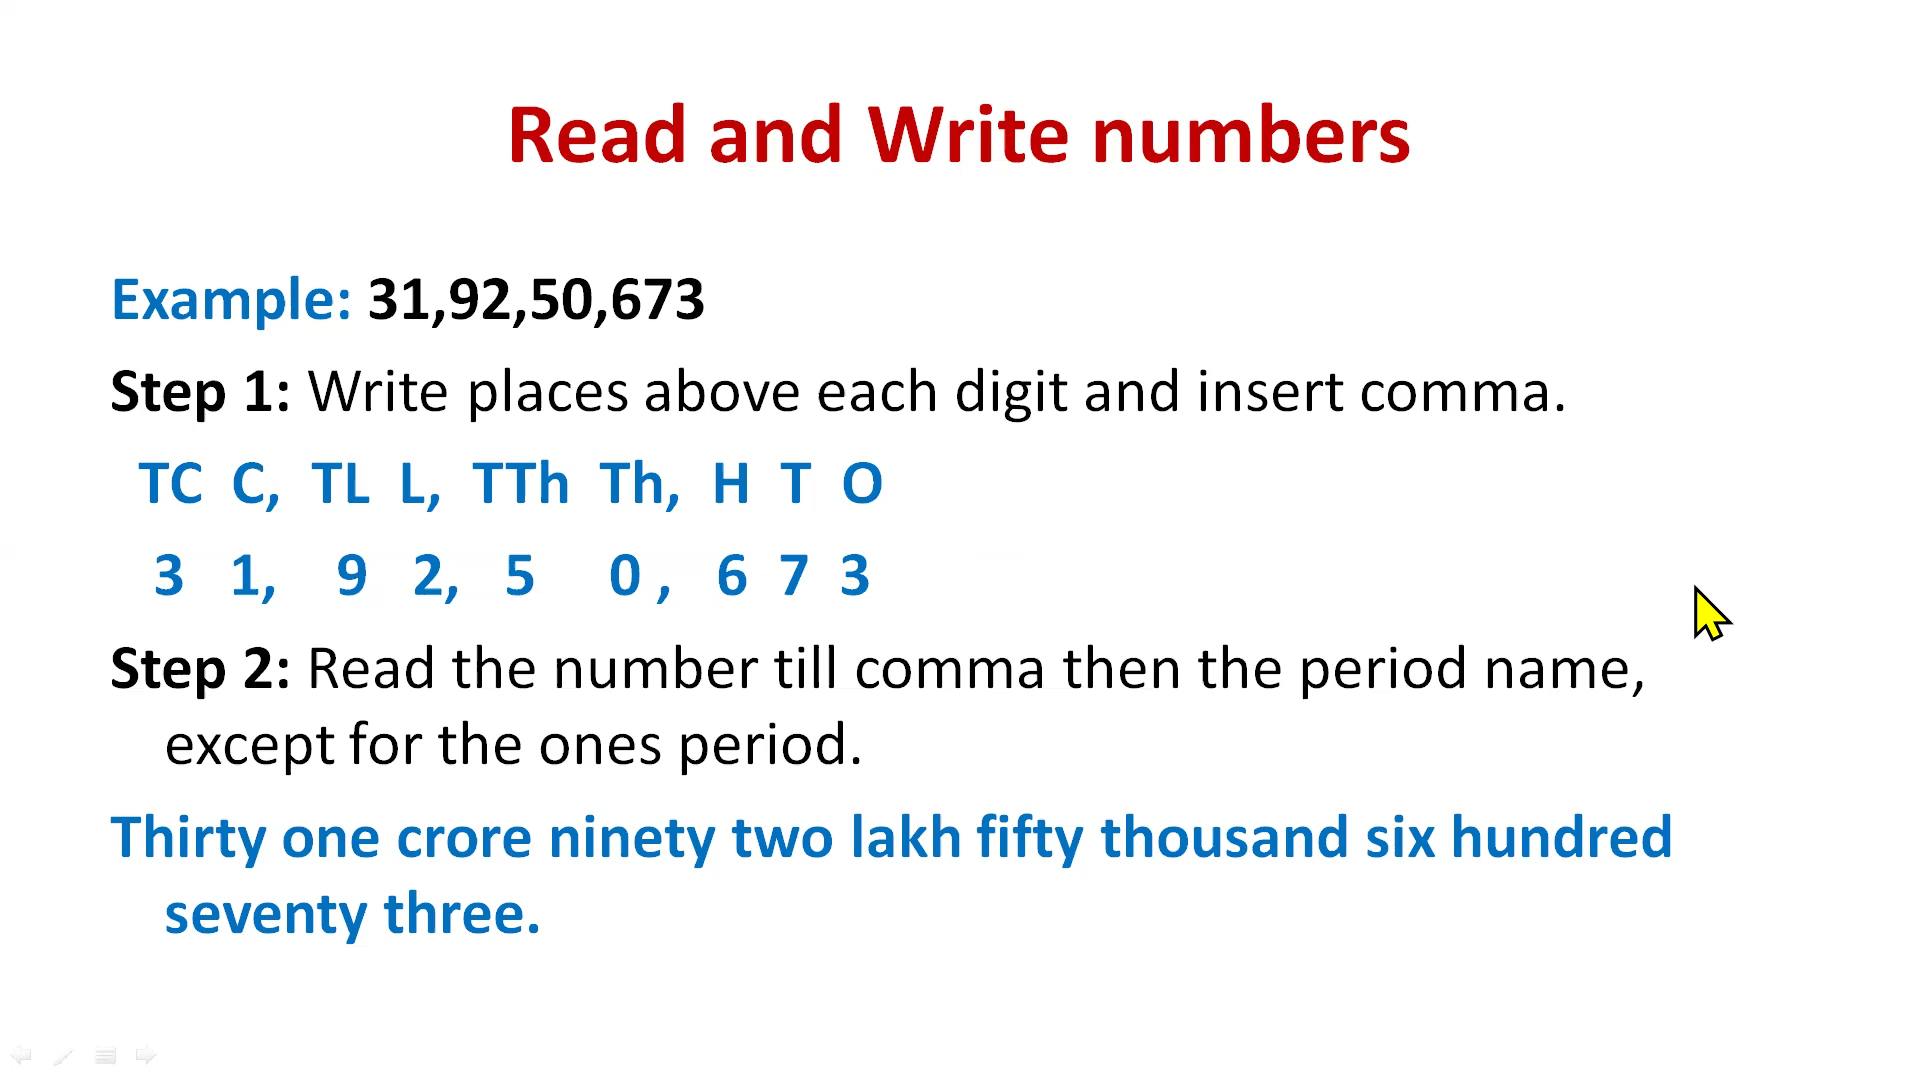 Read and Write numbers
Example: 31,92,50,673
Step 1: Write places above each digit and insert comma.
TC C, TL L, TTh Th, H T O
3 1, 9 2, 5 0 , 6 7 3
Step 2: Read the number till comma then the period name,
except for the ones period.
Thirty one crore ninety two lakh fifty thousand six hundred
seventy three.